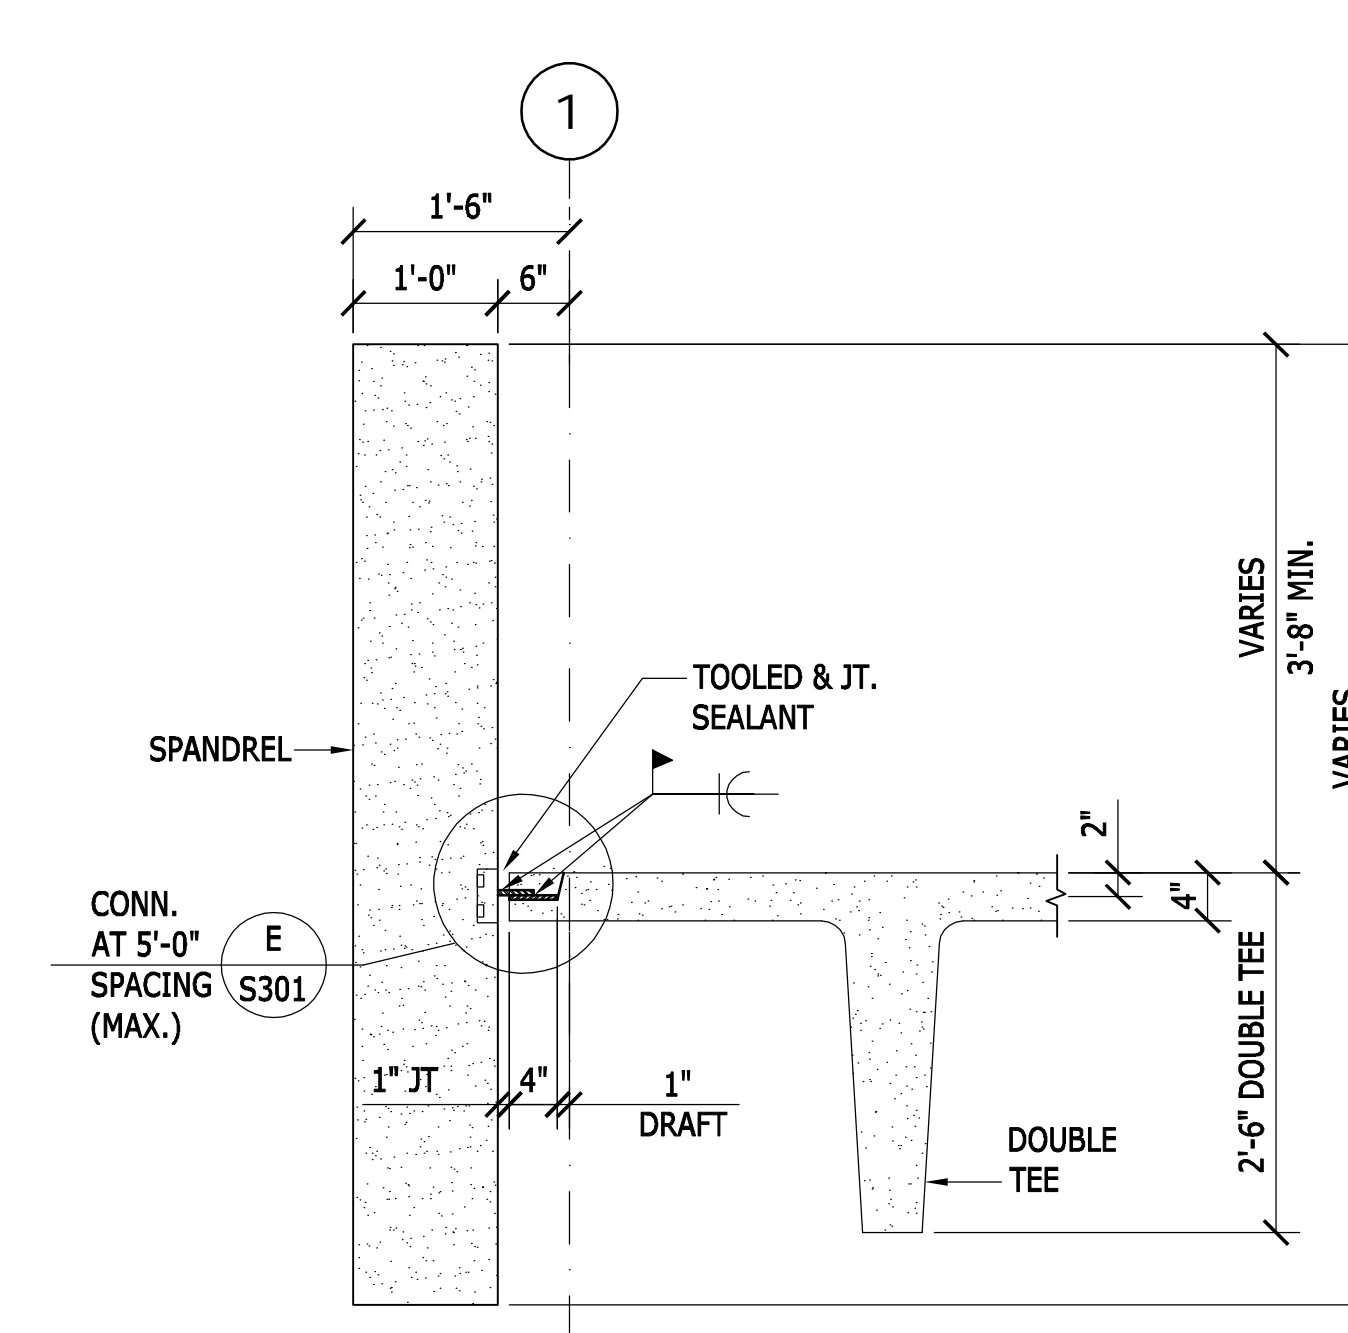 1
1'-6"
1'-0"
6"
TOOLED & JT.
SEALANT
SPANDREL
VARIES
3'-8" MIN.
VARIES
2"
4"
CONN.
AT 5'-0"
SPACING
(MAX.)
E
S301
2'-6" DOUBLE TEE
1" JT
4"
1"
DRAFT
DOUBLE
TEE